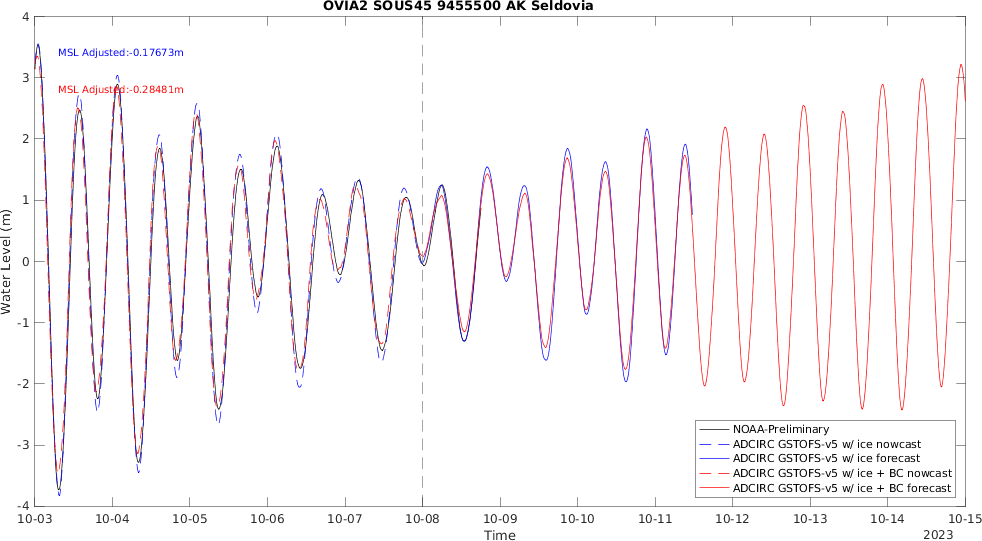 OVIA2 SOUS45 9455500 AK Seldovia
4
MSL Adjusted:-0.17673m
3
MSL Adjusted:-0.28481m
2
1
0
-1
-2
-3
-4
Water Level (m)
NOAA-Preliminary
ADCIRC GSTOFS-v5 w/ ice nowcast
ADCIRC GSTOFS-v5 w/ ice forecast
ADCIRC GSTOFS-v5 w/ ice + BC nowcast
ADCIRC GSTOFS-v5 w/ ice + BC forecast
10-03 10-04 10-05 10-06 10-07 10-08 10-09 10-10 10-11 10-12 10-13 10-14 10-15
Time
2023